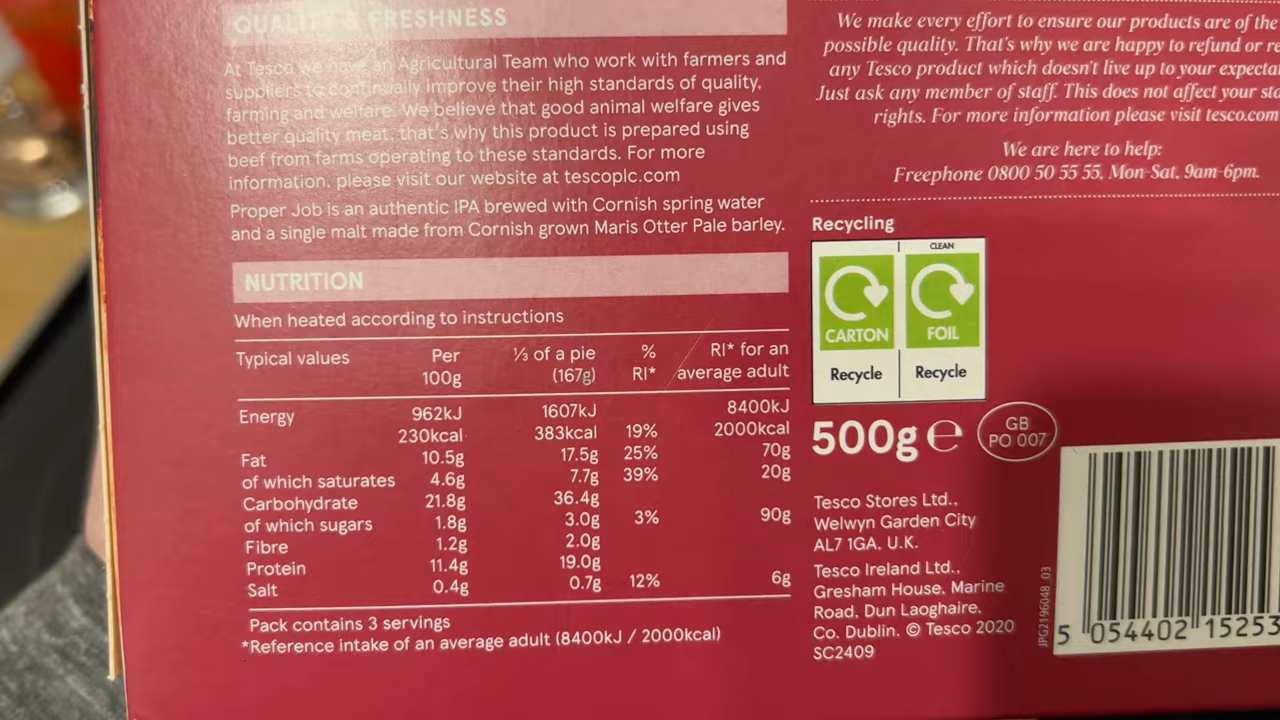 QUALITY & FRESHNESS
At Tesco we have an Agricultural Team who work with farmers and
suppliers to continually improve their high standards of quality,
farming and welfare. We believe that good animal welfare gives
better quality meat, that's why this product is prepared using
beef from farms operating to these standards. For more
information, please visit our website at tescoplc.com
Proper Job is an authentic IPA brewed with Cornish spring water
and a single malt made from Cornish grown Maris Otter Pale barley.
NUTRITION
When heated according to instructions
Typical values Per 100g ⅓ of a pie (167g) % RI* RI* for an average adult
Energy 962kJ 1607kJ 8400kJ
230kcal 383kcal 19% 2000kcal
Fat 10.5g 17.5g 25% 70g
of which saturates 4.6g 7.7g 39% 20g
Carbohydrate 21.8g 36.4g
of which sugars 1.8g 3.0g 3% 90g
Fibre 1.2g 2.0g
Protein 11.4g 19.0g
Salt 0.4g 0.7g 12% 6g
Pack contains 3 servings
*Reference intake of an average adult (8400kJ / 2000kcal)
We make every effort to ensure our products are of the
possible quality. That's why we are happy to refund or
any Tesco product which doesn't live up to your
Just ask any member of staff. This does not affect your
rights. For more information please visit tesco.com
We are here to help:
Freephone 0800 50 55 55, Mon-Sat, 9am-6pm.
Recycling
CLEAN
CARTON FOIL
Recycle Recycle
500g e
GB
PO 007
Tesco Stores Ltd.,
Welwyn Garden City
AL7 1GA, U.K.
Tesco Ireland Ltd.,
Gresham House, Marine
Road, Dun Laoghaire,
Co. Dublin. © Tesco 2020
SC2409
JPG2196048_03
5 054402 15253